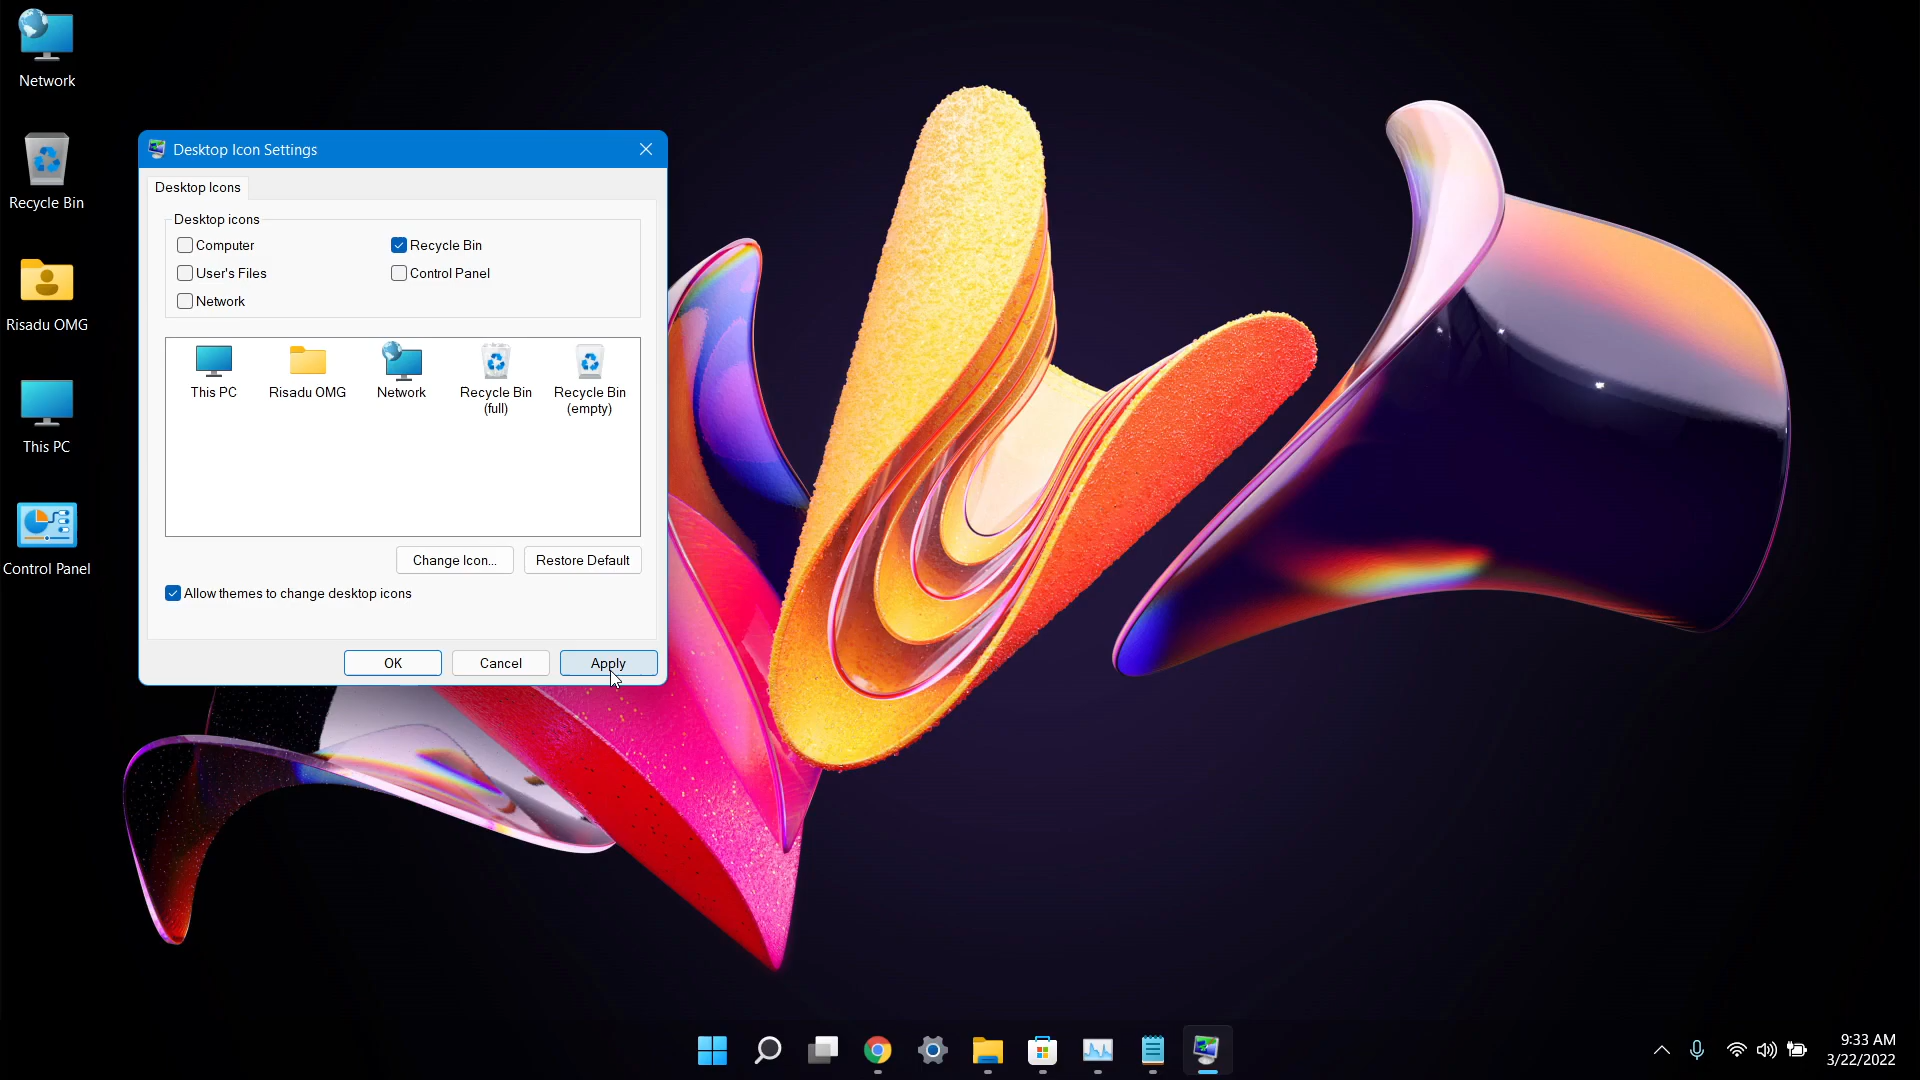 Network
Recycle Bin
Risadu OMG
This PC
Control Panel
Desktop Icon Settings
Desktop Icons
Desktop icons
Computer
Recycle Bin
User's Files
Control Panel
Network
This PC
Risadu OMG
Network
Recycle Bin
(full)
Recycle Bin
(empty)
Change Icon...
Restore Default
Allow themes to change desktop icons
OK
Cancel
Apply
9:33 AM
3/22/2022